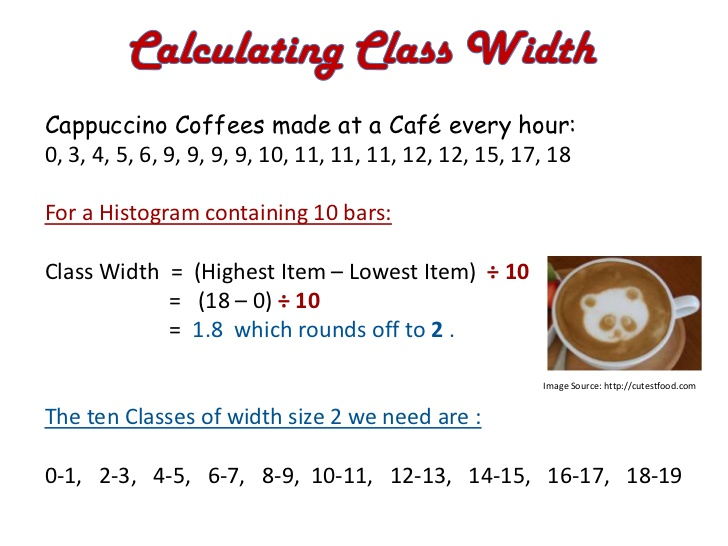 Calculating Class Width
Cappuccino Coffees made at a Café every hour:
0, 3, 4, 5, 6, 9, 9, 9, 9, 10, 11, 11, 11, 12, 12, 15, 17, 18
For a Histogram containing 10 bars:
Class Width = (Highest Item – Lowest Item) ÷ 10
= (18 – 0) ÷ 10
= 1.8 which rounds off to 2 .
Image Source: http://cutestfood.com
The ten Classes of width size 2 we need are :
0-1, 2-3, 4-5, 6-7, 8-9, 10-11, 12-13, 14-15, 16-17, 18-19